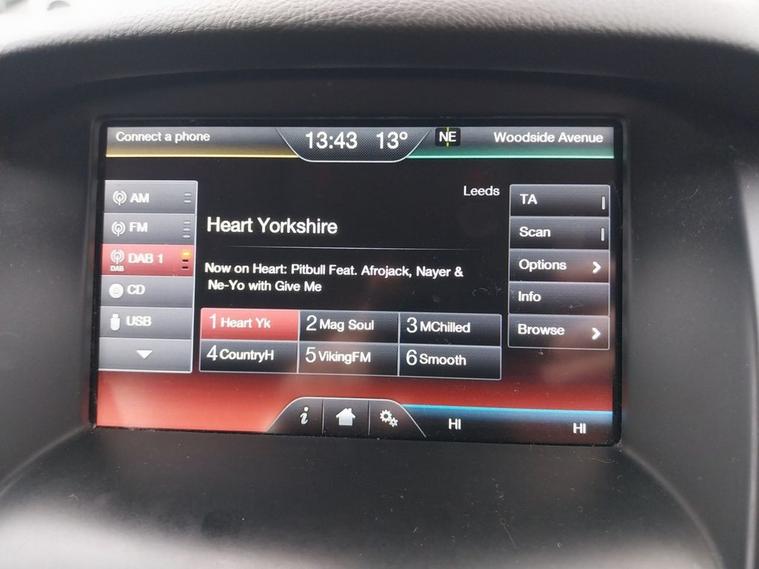 Connect a phone
13:43 13°
NE
Woodside Avenue
AM
FM
DAB
DAB 1
CD
USB
Leeds
Heart Yorkshire
Now on Heart: Pitbull Feat. Afrojack, Nayer &
Ne-Yo with Give Me
1 Heart Yk
2 Mag Soul
3 MChilled
4 CountryH
5 VikingFM
6 Smooth
TA
Scan
Options
Info
Browse
i
HI
HI